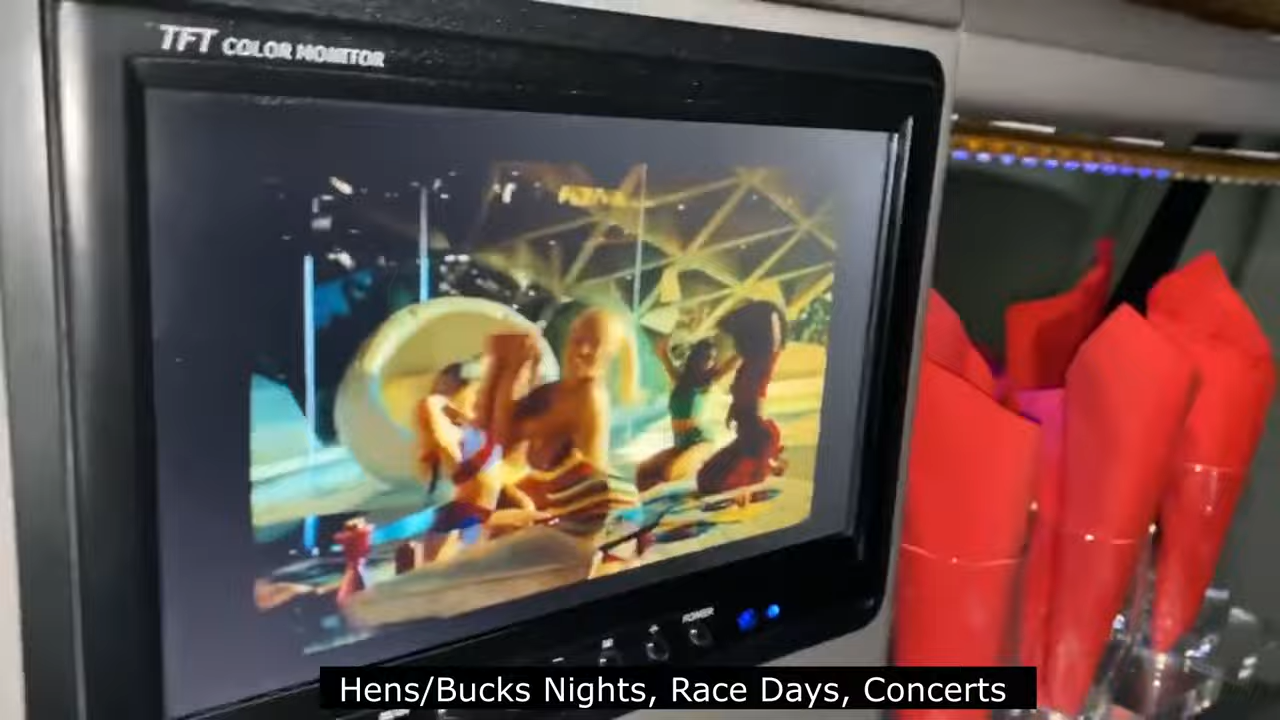 TFT COLOR MONITOR
POWER
Hens/Bucks Nights, Race Days, Concerts